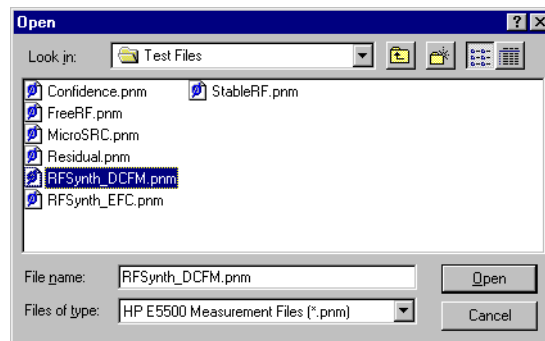 Open
Look in: Test Files
Confidence.pnm StableRF.pnm
FreeRF.pnm
MicroSRC.pnm
Residual.pnm
RFSynth_DCFM.pnm
RFSynth_EFC.pnm
File name: RFSynth_DCFM.pnm Open
Files of type: HP E5500 Measurement Files (*.pnm) Cancel